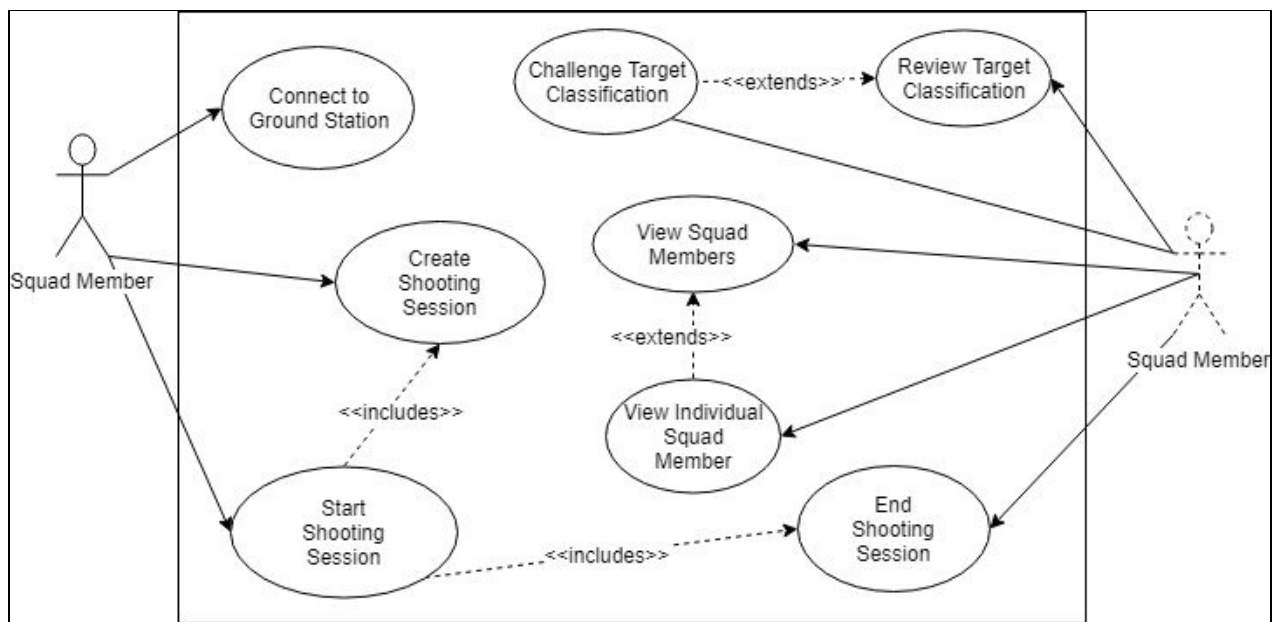 Connect to
Ground Station
Challenge Target
Classification
<<extends>>
Review Target
Classification
Squad Member
Create
Shooting
Session
View Squad
Members
<<extends>>
Squad Member
<<includes>>
View Individual
Squad
Member
Start
Shooting
Session
<<includes>>
End
Shooting
Session